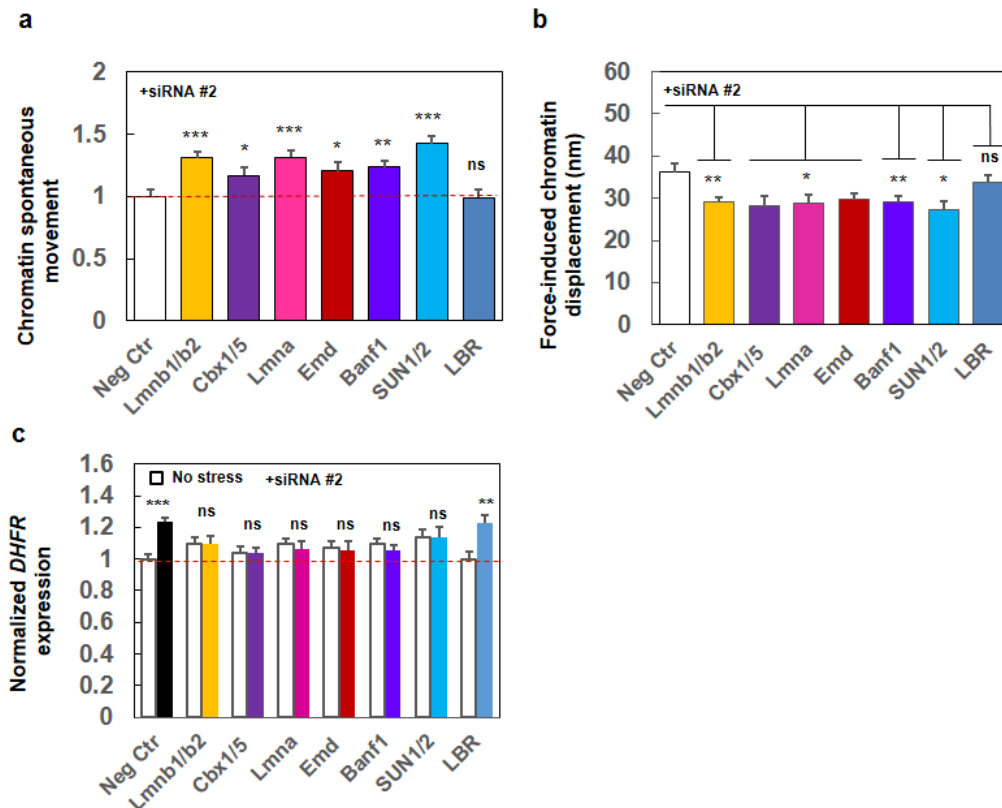 a
Chromatin spontaneous
movement
2
1.5
1
0.5
0
+siRNA #2
***
*
***
*
**
***
ns
Neg Ctr
Lmnb1/b2
Cbx1/5
Lmna
Emd
Banf1
SUN1/2
LBR
b
Force-induced chromatin
displacement (nm)
60
50
40
30
20
10
0
+siRNA #2
**
*
**
*
ns
Neg Ctr
Lmnb1/b2
Cbx1/5
Lmna
Emd
Banf1
SUN1/2
LBR
c
Normalized DHFR
expression
1.6
1.4
1.2
1
0.8
0.6
0.4
0.2
0
No stress
+siRNA #2
***
ns
ns
ns
ns
ns
ns
**
Neg Ctr
Lmnb1/b2
Cbx1/5
Lmna
Emd
Banf1
SUN1/2
LBR